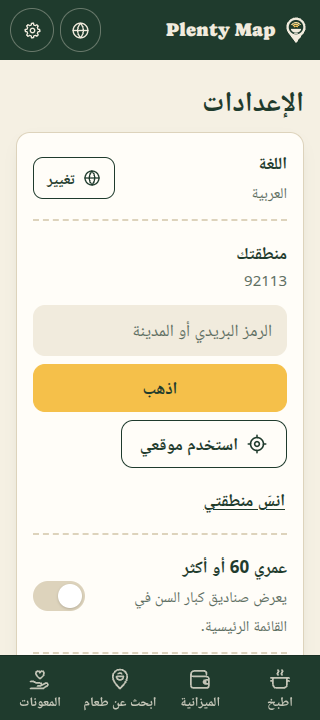 Plenty Map
الإعدادات
اللغة
العربية
تغيير
منطقتك
92113
الرمز البريدي أو المدينة
اذهب
استخدم موقعي
انسَ منطقتي
عمري 60 أو أكثر
يعرض صناديق كبار السن في
القائمة الرئيسية.
اطبخ
الميزانية
ابحث عن طعام
المعونات